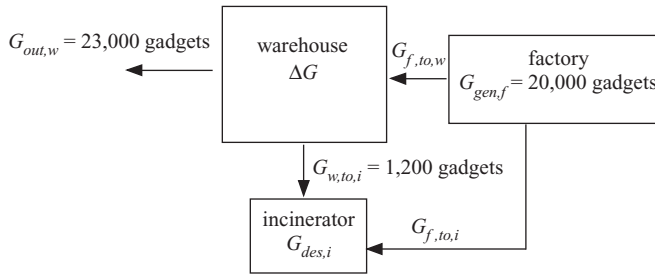 G_{out,w} = 23,000 gadgets
warehouse
ΔG
G_{f,to,w}
factory
G_{gen,f} = 20,000 gadgets
G_{w,to,i} = 1,200 gadgets
incinerator
G_{des,i}
G_{f,to,i}